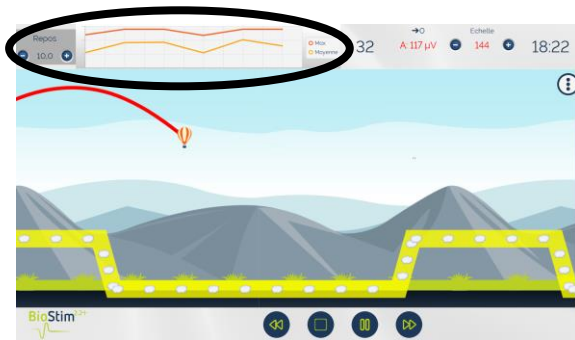 Repos
10,0
Max
Moyenne
32
→0
A: 117 µV
Echelle
144
18:22
BioStim